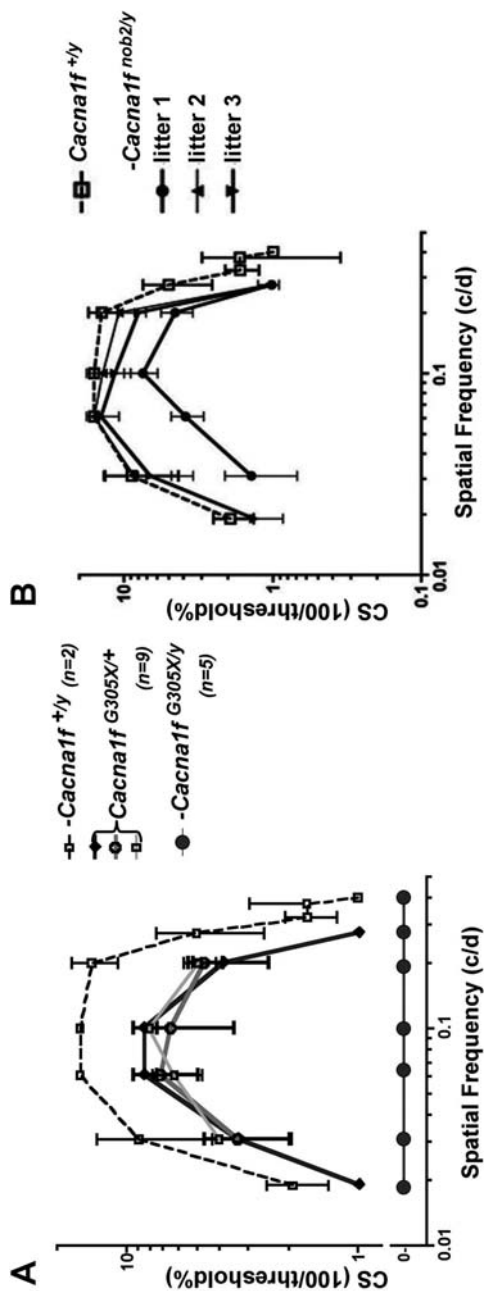 A
-Cacna1f +/y (n=2)
Cacna1f G305X/+
(n=9)
-Cacna1f G305X/y
(n=5)
CS (100/threshold%)
10
1
0
0.01
0.1
Spatial Frequency (c/d)
B
Cacna1f +/y
-Cacna1f nob2/y
litter 1
litter 2
litter 3
CS (100/threshold%)
10
1
0.1
0.01
0.1
Spatial Frequency (c/d)